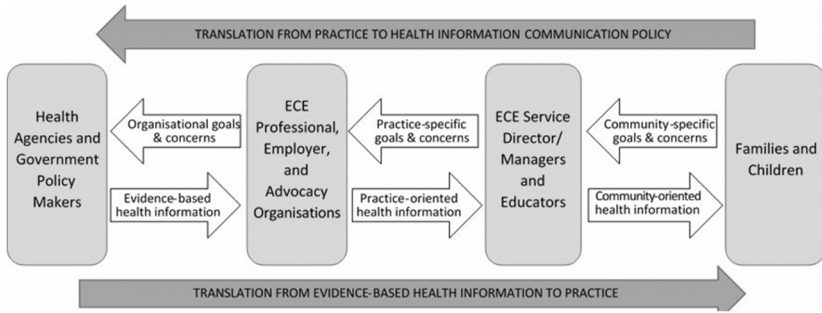 TRANSLATION FROM PRACTICE TO HEALTH INFORMATION COMMUNICATION POLICY
Health
Agencies and
Government
Policy
Makers
Organisational goals
& concerns
Evidence-based
health information
ECE
Professional,
Employer,
and
Advocacy
Organisations
Practice-specific
goals & concerns
Practice-oriented
health information
ECE Service
Director/
Managers
and
Educators
Community-specific
goals & concerns
Community-oriented
health information
Families and
Children
TRANSLATION FROM EVIDENCE-BASED HEALTH INFORMATION TO PRACTICE